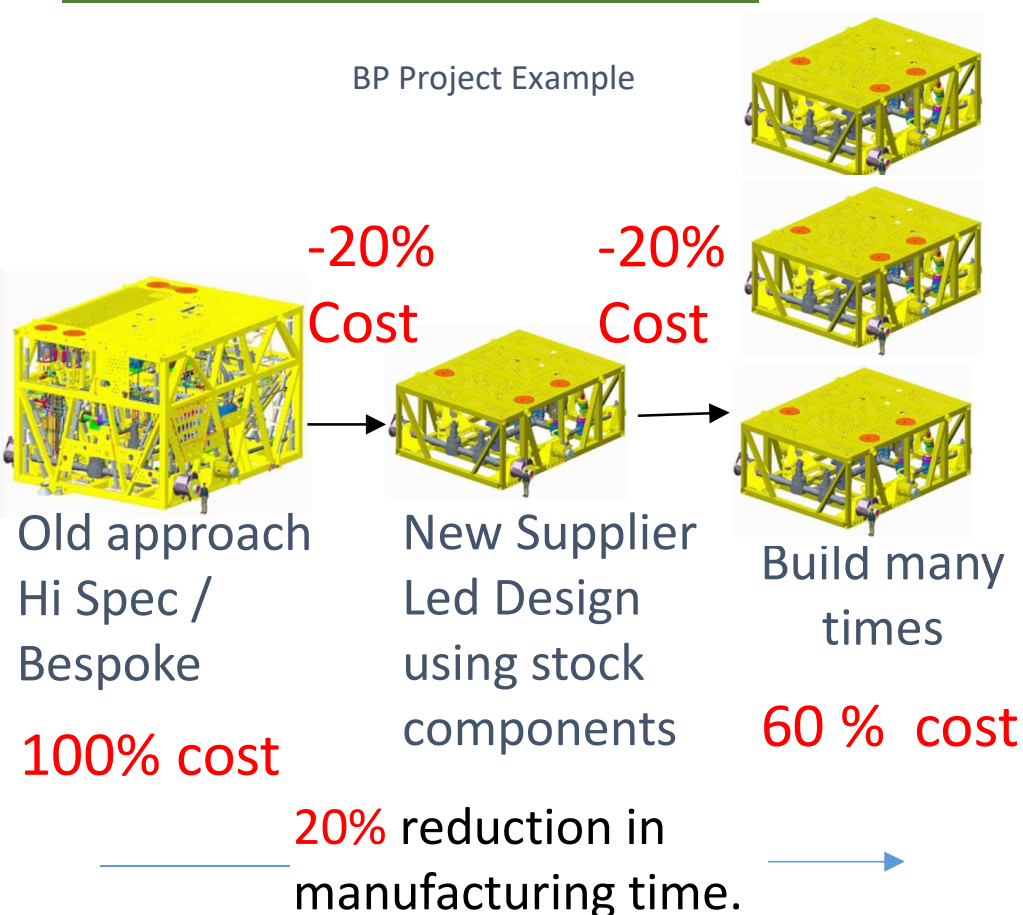 BP Project Example
-20%
Cost
-20%
Cost
Old approach
Hi Spec /
Bespoke
100% cost
New Supplier
Led Design
using stock
components
Build many
times
60 %  cost
20% reduction in
manufacturing time.